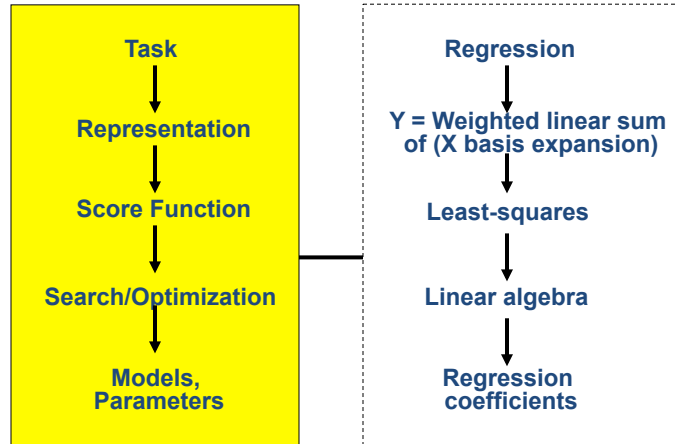 Task
Representation
Score Function
Search/Optimization
Models,
Parameters
Regression
Y = Weighted linear sum
of (X basis expansion)
Least-squares
Linear algebra
Regression
coefficients